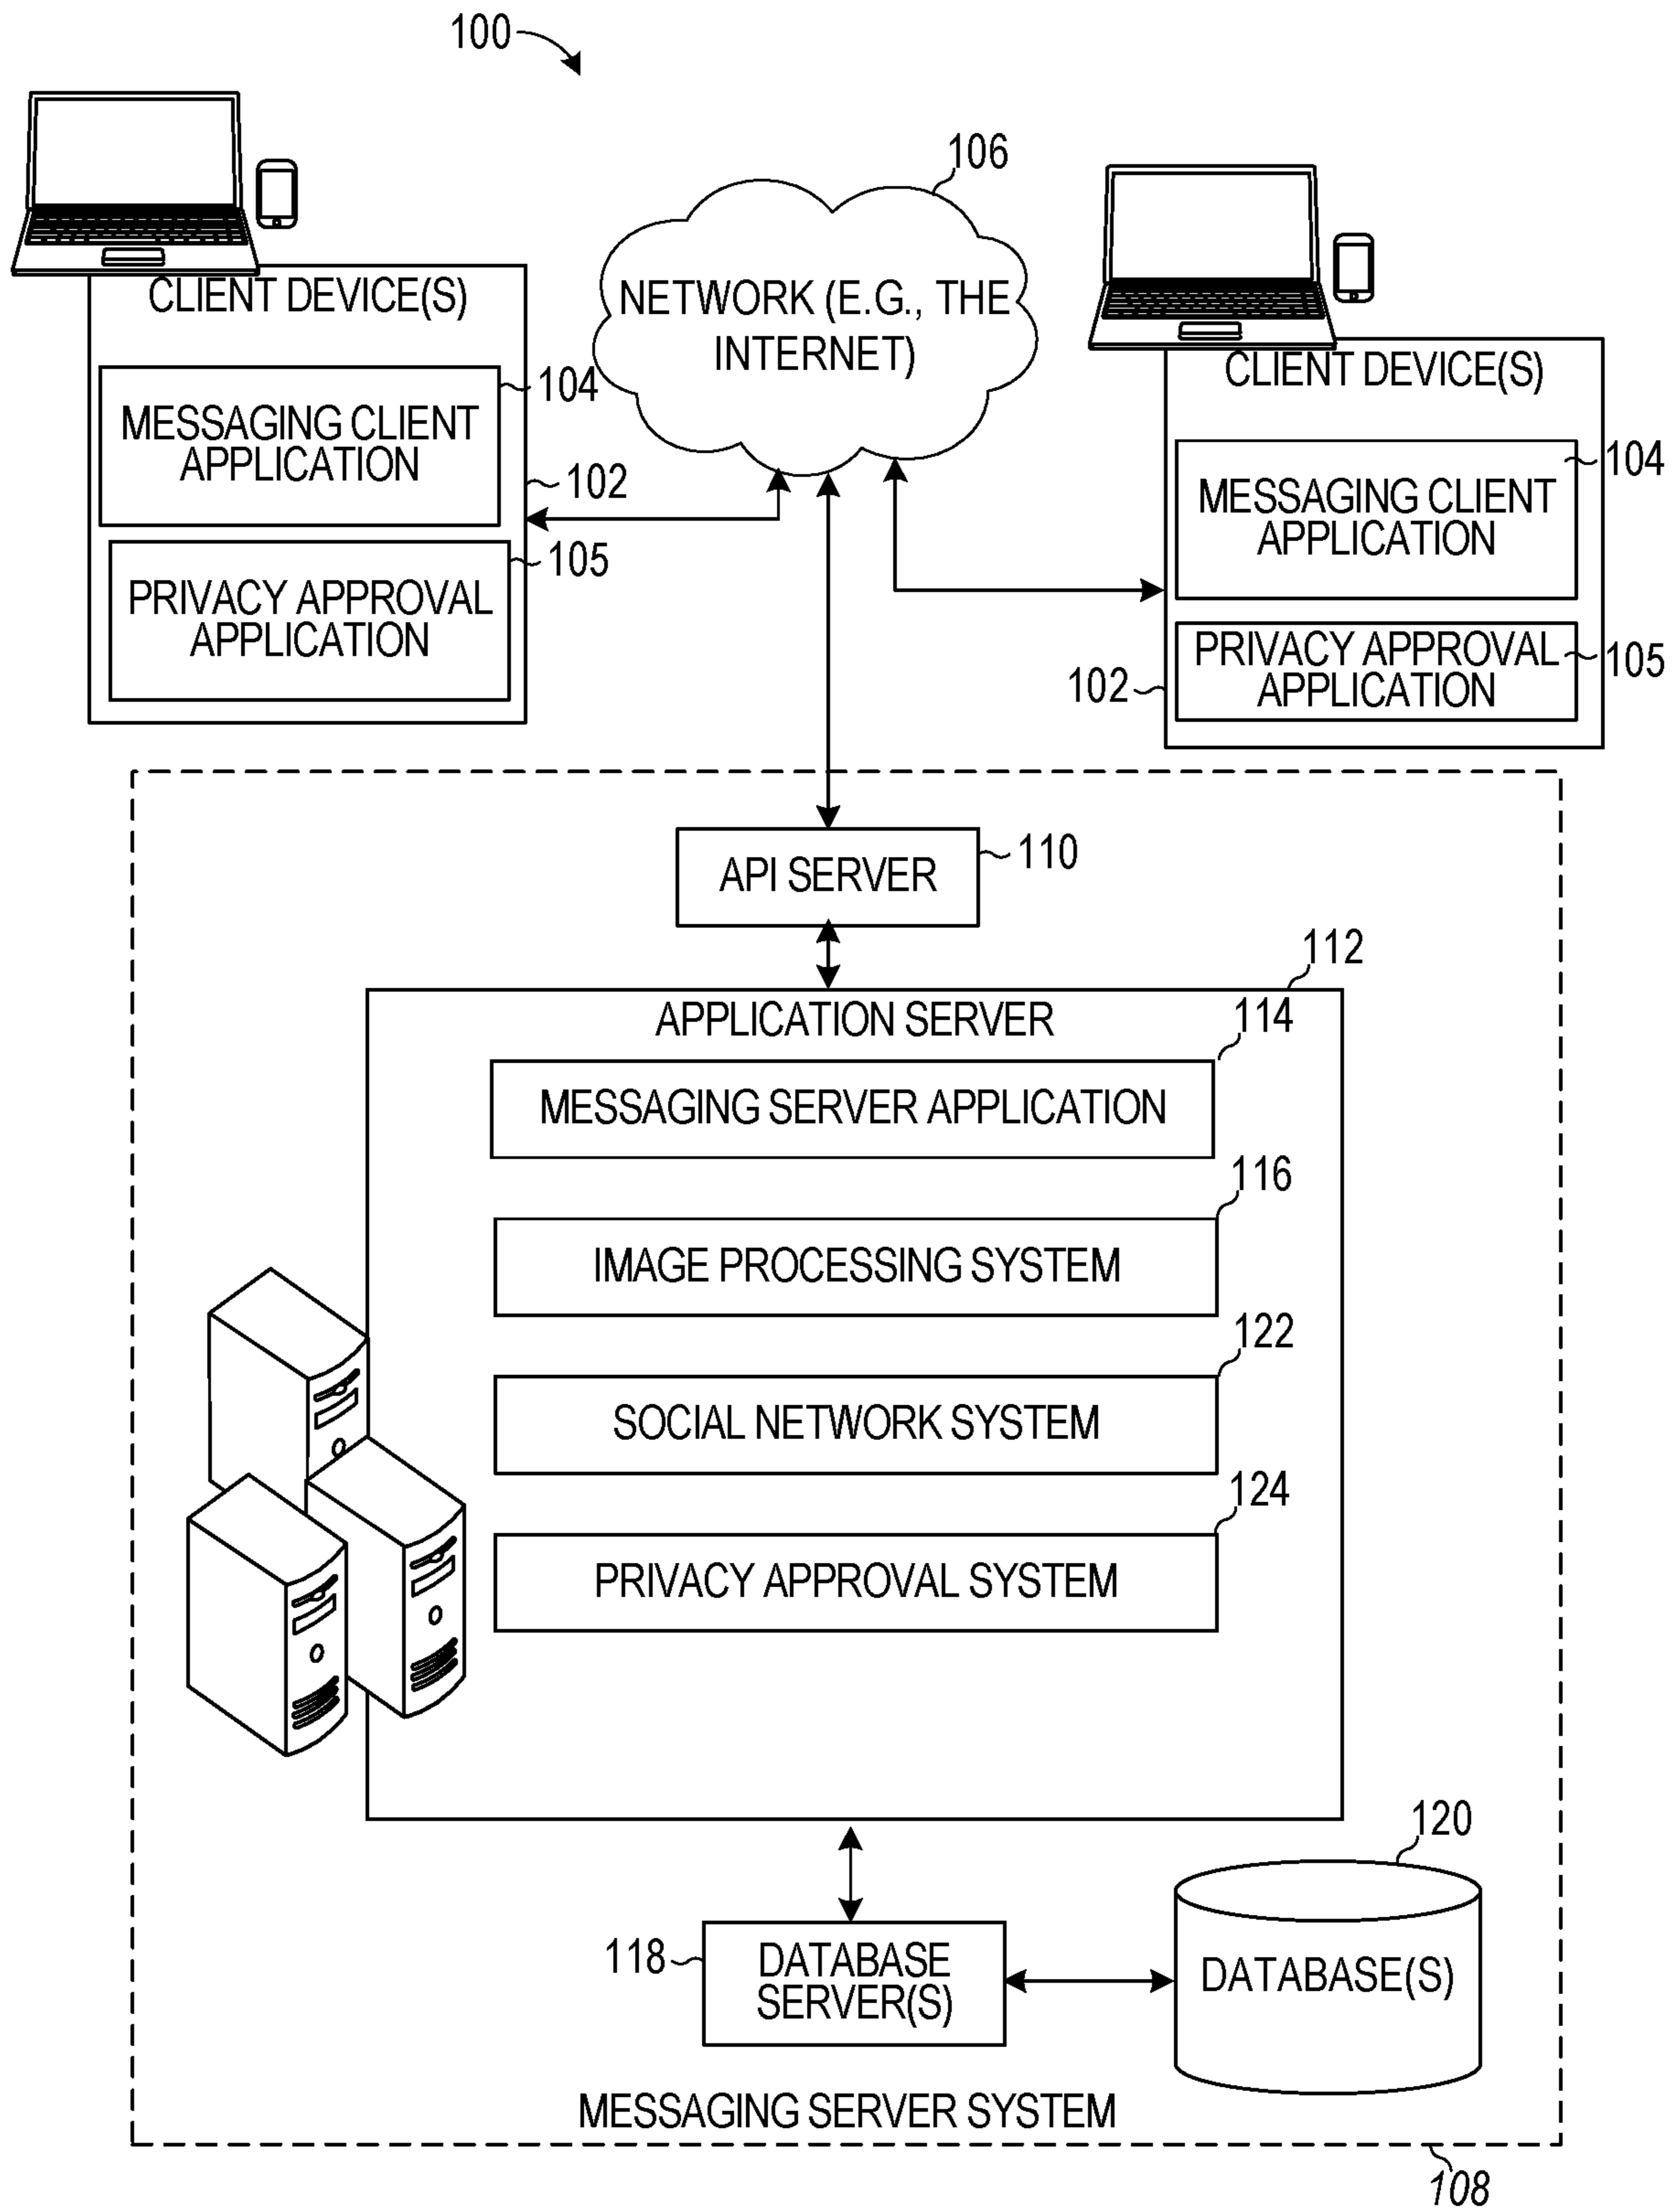 100
106
NETWORK (E.G., THE
INTERNET)
CLIENT DEVICE(S)
104
MESSAGING CLIENT
APPLICATION
102
105
PRIVACY APPROVAL
APPLICATION
CLIENT DEVICE(S)
104
MESSAGING CLIENT
APPLICATION
PRIVACY APPROVAL
APPLICATION
105
102
API SERVER
110
112
APPLICATION SERVER
114
MESSAGING SERVER APPLICATION
116
IMAGE PROCESSING SYSTEM
122
SOCIAL NETWORK SYSTEM
124
PRIVACY APPROVAL SYSTEM
120
118
DATABASE
SERVER(S)
DATABASE(S)
MESSAGING SERVER SYSTEM
108